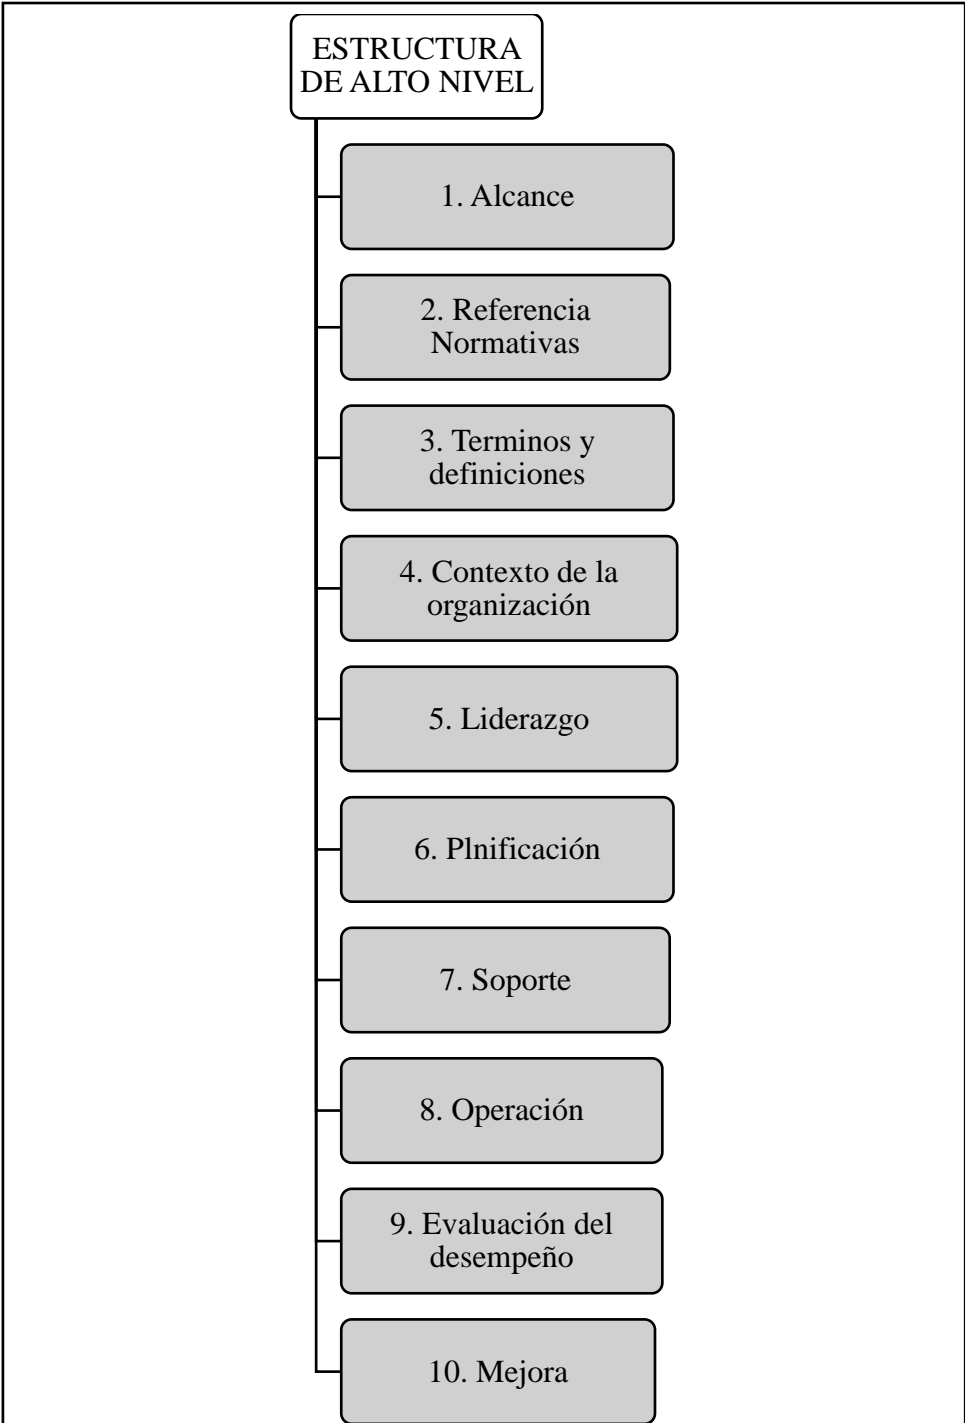 ESTRUCTURA
DE ALTO NIVEL
1. Alcance
2. Referencia
Normativas
3. Terminos y
definiciones
4. Contexto de la
organización
5. Liderazgo
6. Plnificación
7. Soporte
8. Operación
9. Evaluación del
desempeño
10. Mejora